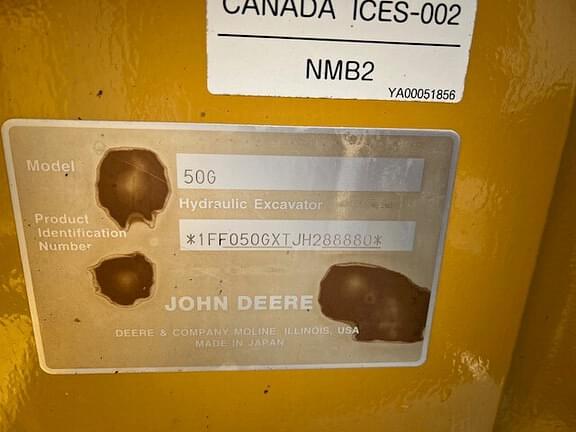 CANADA ICES-002
NMB2
YA00051856
Model
50G
Hydraulic Excavator
Product
Identification
Number
*1FF050GXTJH288880*
JOHN DEERE
DEERE & COMPANY MOLINE, ILLINOIS, USA
MADE IN JAPAN